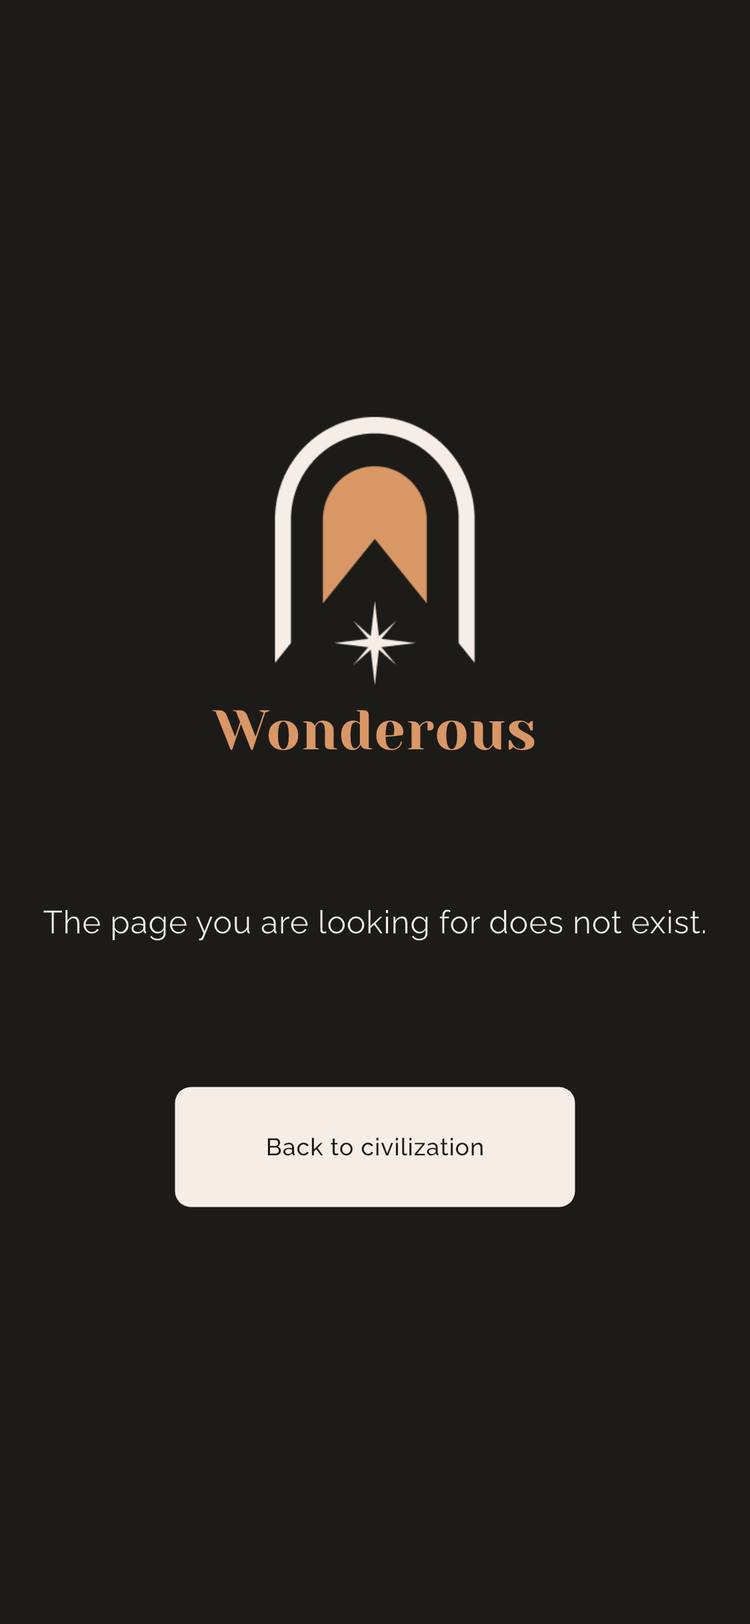 Wonderous
The page you are looking for does not exist.
Back to civilization